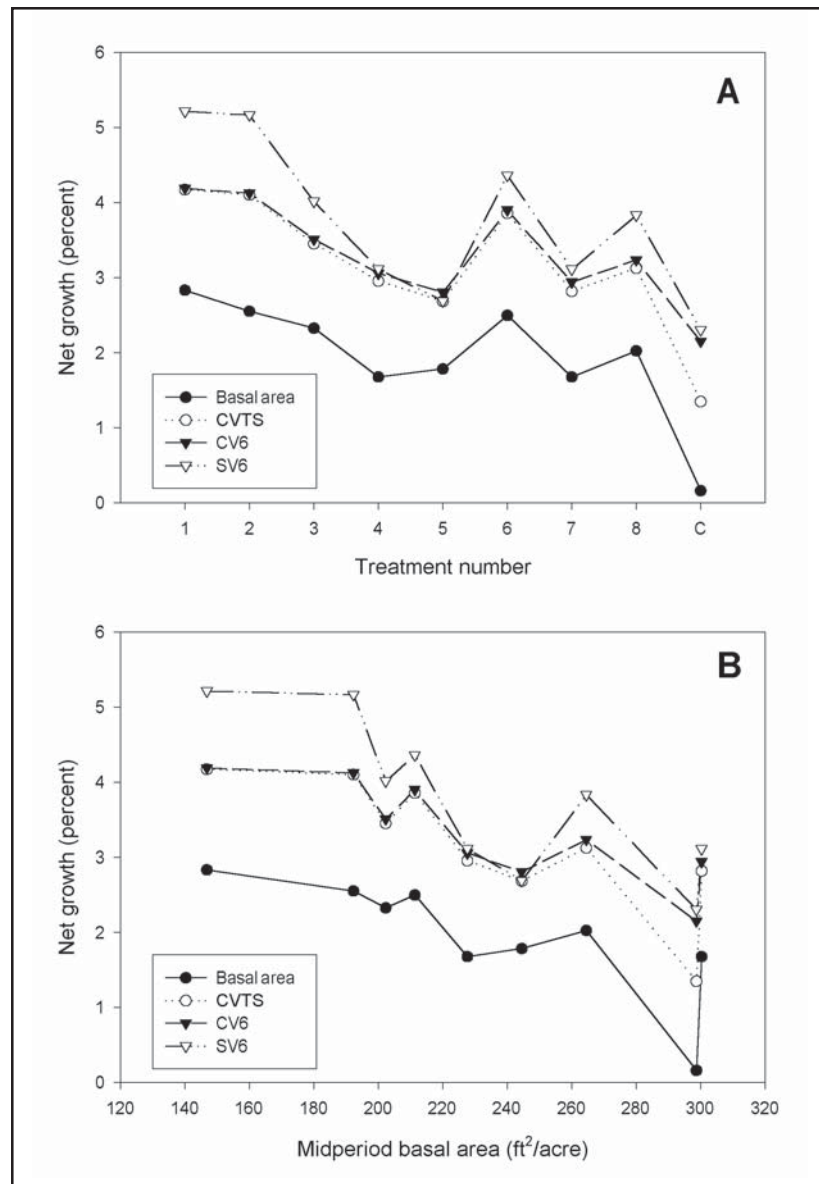 A
6
5
4
3
2
1
0
Net growth (percent)
Basal area
CVTS
CV6
SV6
1 2 3 4 5 6 7 8 C
Treatment number
B
6
5
4
3
2
1
0
Net growth (percent)
Basal area
CVTS
CV6
SV6
120 140 160 180 200 220 240 260 280 300 320
Midperiod basal area (ft²/acre)